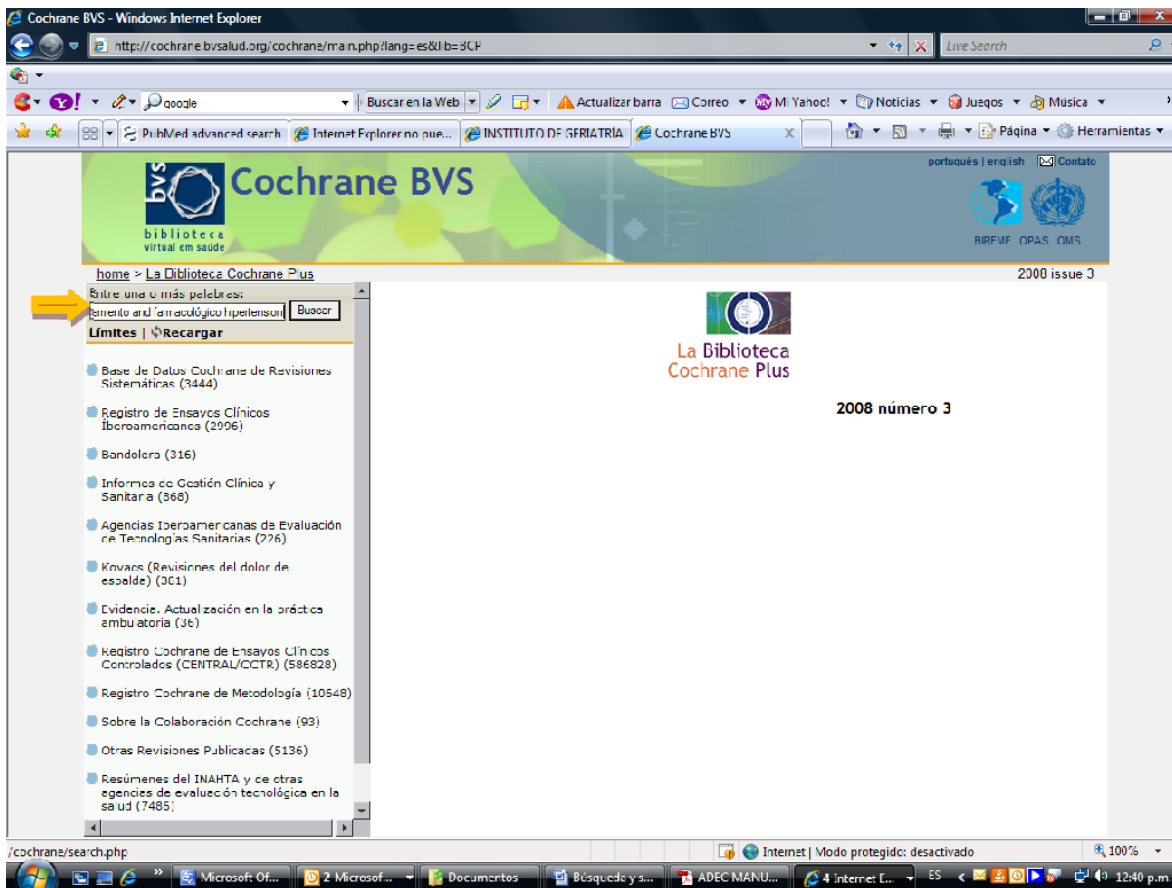 Cochrane BVS - Windows Internet Explorer
http://cochrane.bvsalud.org/cochrane/main.php?lang=es&lib=BCP
Live Search
google
Buscar en la Web
Actualizar barra
Correo
Mi Yahoo!
Noticias
Juegos
Música
PubMed advanced search
Internet Explorer no pue...
INSTITUTO DE GERIATRÍA
Cochrane BVS
Página
Herramientas
português | english
Contato
bvs
biblioteca
virtual em saúde
Cochrane BVS
BIREME OPAS OMS
home > La Biblioteca Cochrane Plus
2008 issue 3
Entre una o más palabras:
and farmacológico hipertension
Buscar
Límites | Recargar
Base de Datos Cochrane de Revisiones
Sistemáticas (3444)
Registro de Ensayos Clínicos
Iberoamericanos (2996)
Bandolera (316)
Informes de Gestión Clínica y
Sanitaria (868)
Agencias Iberoamericanas de Evaluación
de Tecnologías Sanitarias (226)
Kovacs (Revisiones del dolor de
espalda) (301)
Evidencia. Actualización en la práctica
ambulatoria (36)
Registro Cochrane de Ensayos Clínicos
Controlados (CENTRAL/CCTR) (586828)
Registro Cochrane de Metodología (10548)
Sobre la Colaboración Cochrane (93)
Otras Revisiones Publicadas (5136)
Resúmenes del INAHTA y de otras
agencias de evaluación tecnológica en la
salud (7485)
La Biblioteca
Cochrane Plus
2008 número 3
/cochrane/search.php
Internet | Modo protegido: desactivado
100%
Microsoft Of...
2 Microsof...
Documentos
Búsqueda y s...
ADEC MANU...
4 Internet E...
ES
12:40 p.m.